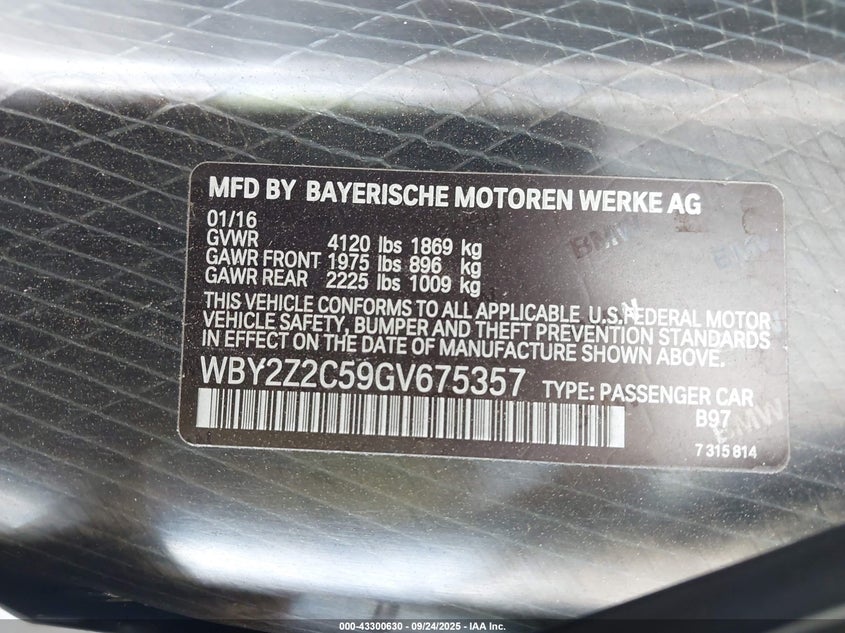 MFD BY BAYERISCHE MOTOREN WERKE AG
01/16
GVWR 4120 lbs 1869 kg
GAWR FRONT 1975 lbs 896 kg
GAWR REAR 2225 lbs 1009 kg
THIS VEHICLE CONFORMS TO ALL APPLICABLE U.S.FEDERAL MOTOR
VEHICLE SAFETY, BUMPER AND THEFT PREVENTION STANDARDS
IN EFFECT ON THE DATE OF MANUFACTURE SHOWN ABOVE.
WBY2Z2C59GV675357 TYPE: PASSENGER CAR
B97
7 315 814
BMW
BMW
000-43300630 - 09/24/2025 - IAA Inc.